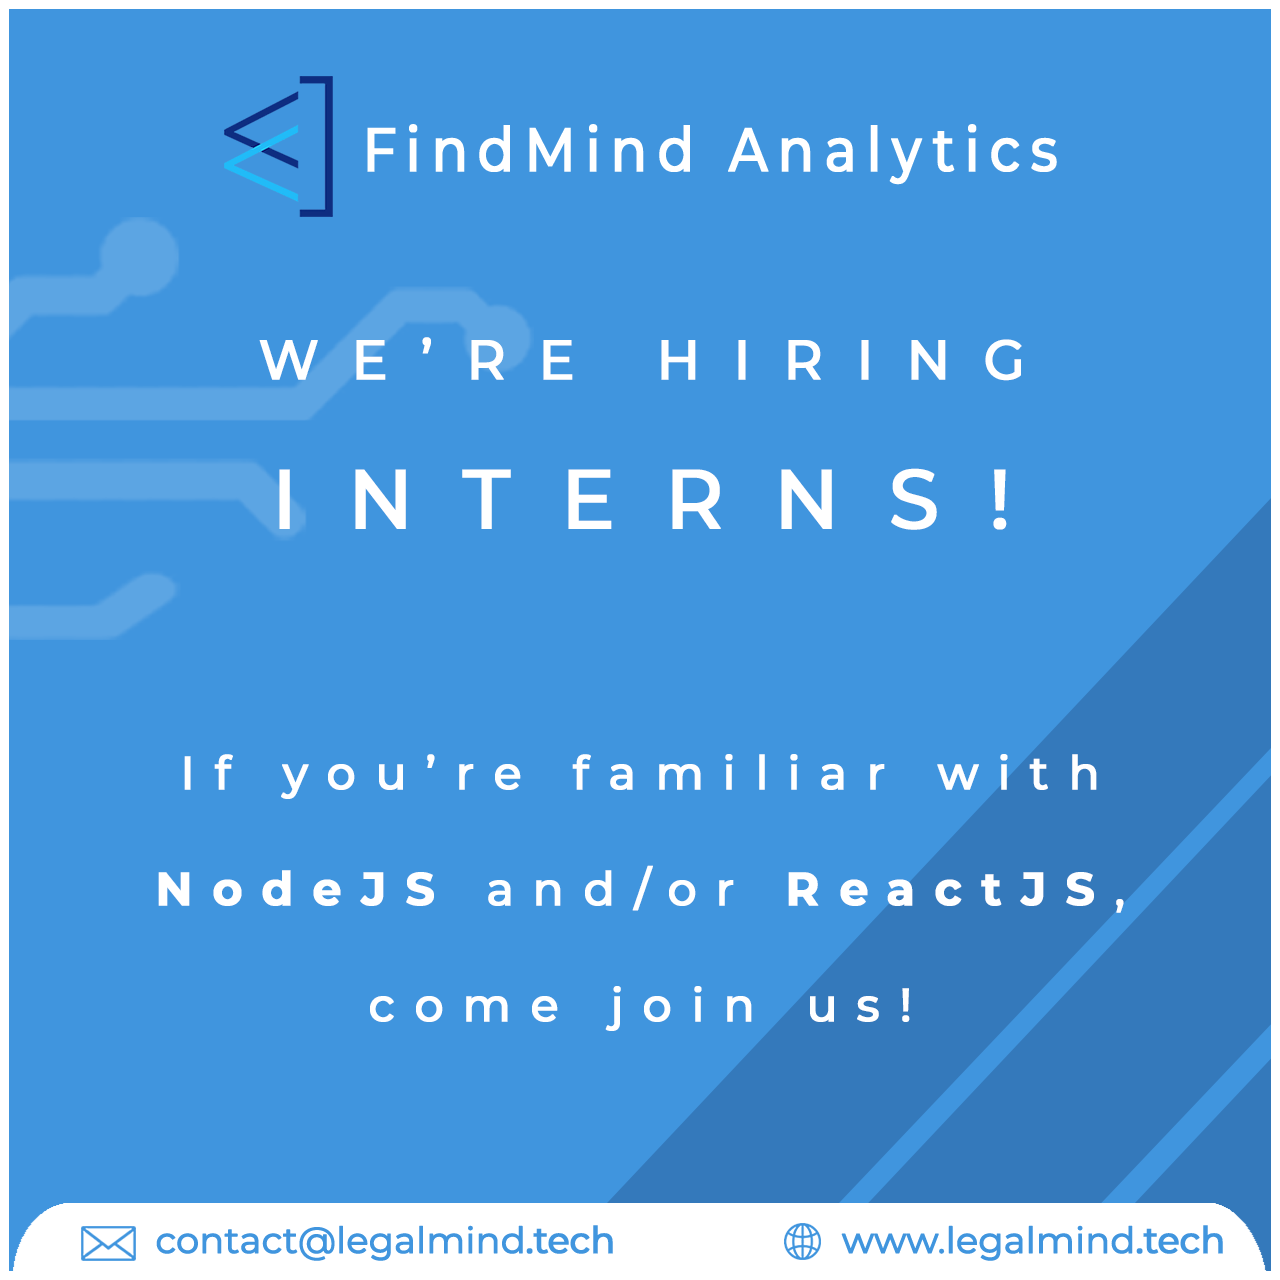 FindMind Analytics
WE’RE HIRING
INTERNS!
If you’re familiar with
NodeJS and/or ReactJS,
come join us!
contact@legalmind.tech
www.legalmind.tech